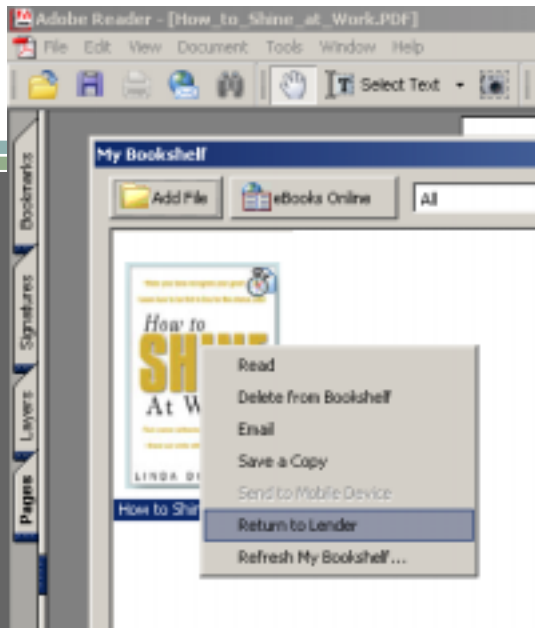 Adobe Reader - [How_to_Shine_at_Work.PDF]
File Edit View Document Tools Window Help
Select Text
My Bookshelf
Add File eBooks Online All
Bookmarks
Signatures
Layers
Pages
How to
SH
At W
LINDA D
How to Shi
Read
Delete from Bookshelf
Email
Save a Copy
Send to Mobile Device
Return to Lender
Refresh My Bookshelf...